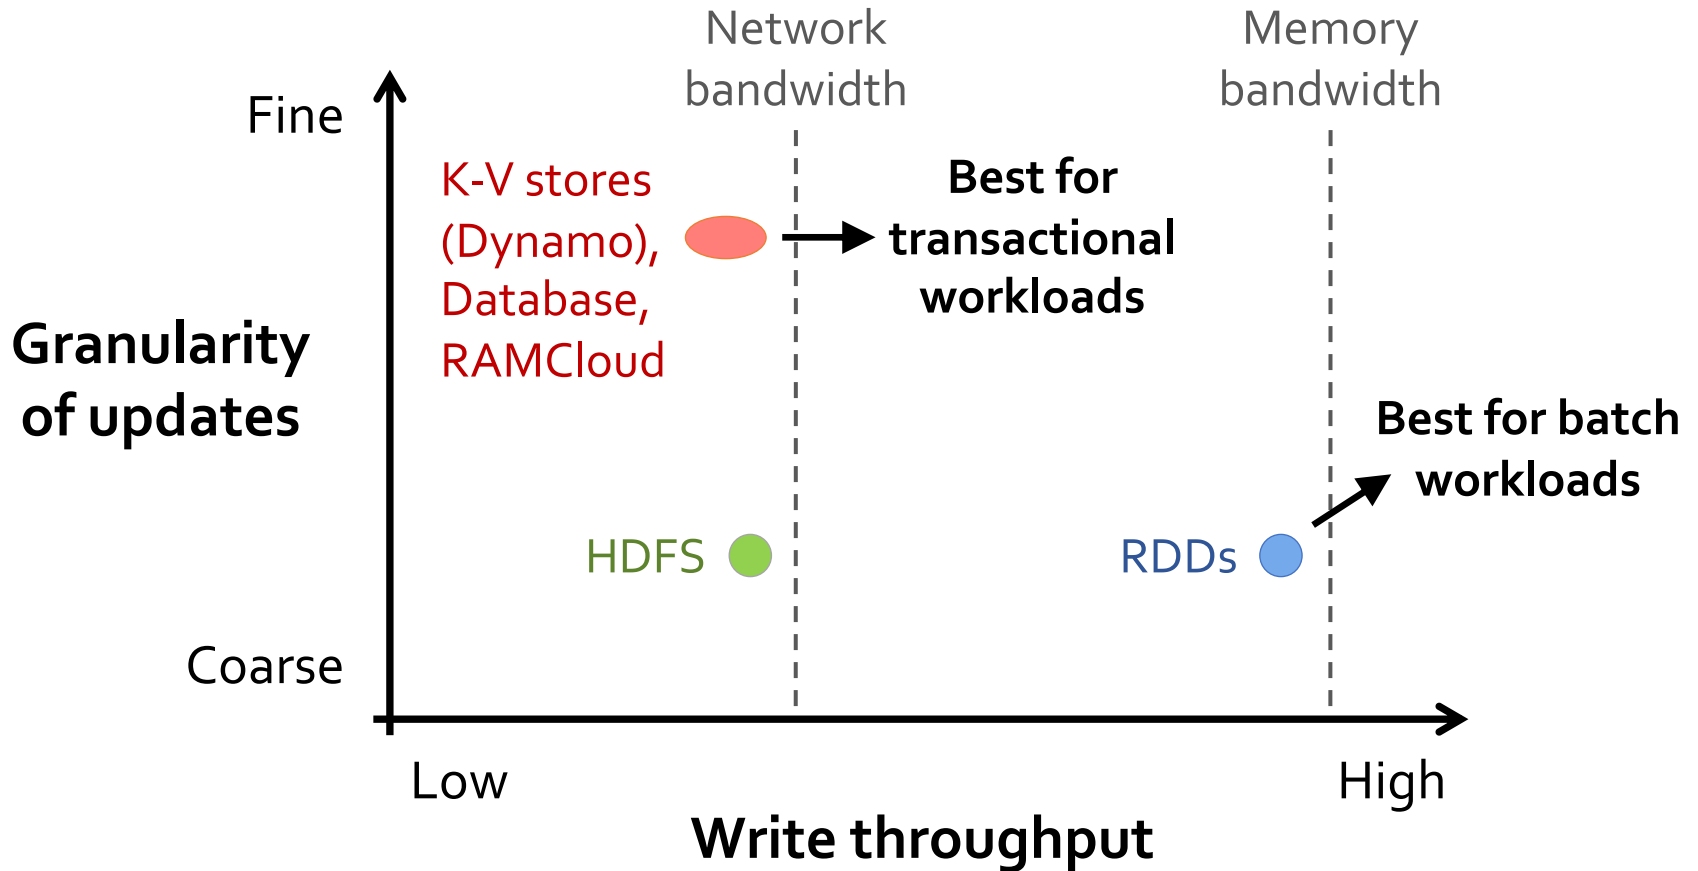 Network
bandwidth
Memory
bandwidth
Fine
K-V stores
(Dynamo),
Database,
RAMCloud
Best for
transactional
workloads
Granularity
of updates
Best for batch
workloads
HDFS
RDDs
Coarse
Low
High
Write throughput